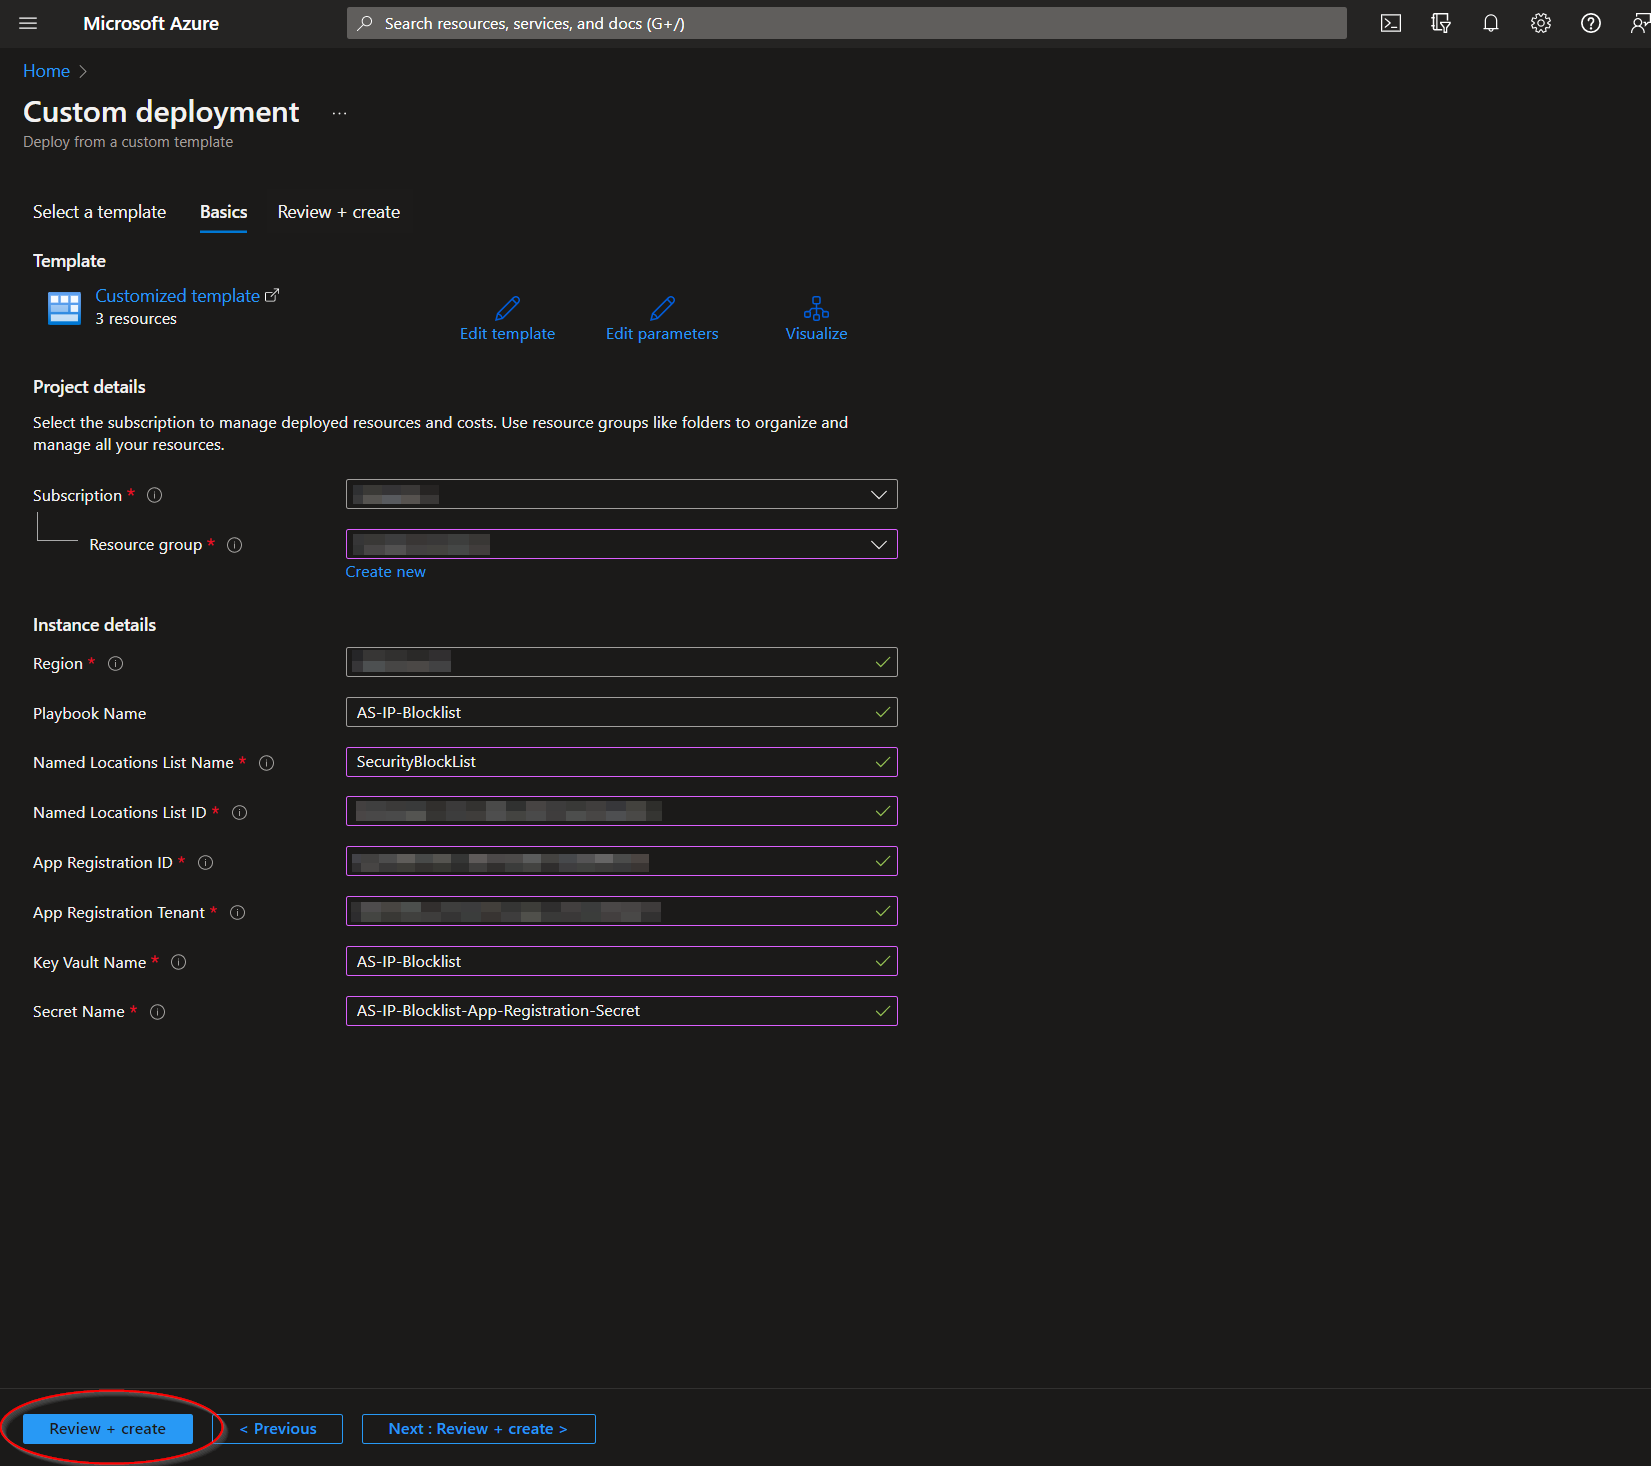 Microsoft Azure
Search resources, services, and docs (G+/)
Home
Custom deployment ...
Deploy from a custom template
Select a template Basics Review + create
Template
Customized template
3 resources
Edit template Edit parameters Visualize
Project details
Select the subscription to manage deployed resources and costs. Use resource groups like folders to organize and
manage all your resources.
Subscription *
Resource group *
Create new
Instance details
Region *
Playbook Name AS-IP-Blocklist
Named Locations List Name * SecurityBlockList
Named Locations List ID *
App Registration ID *
App Registration Tenant *
Key Vault Name * AS-IP-Blocklist
Secret Name * AS-IP-Blocklist-App-Registration-Secret
Review + create < Previous Next : Review + create >